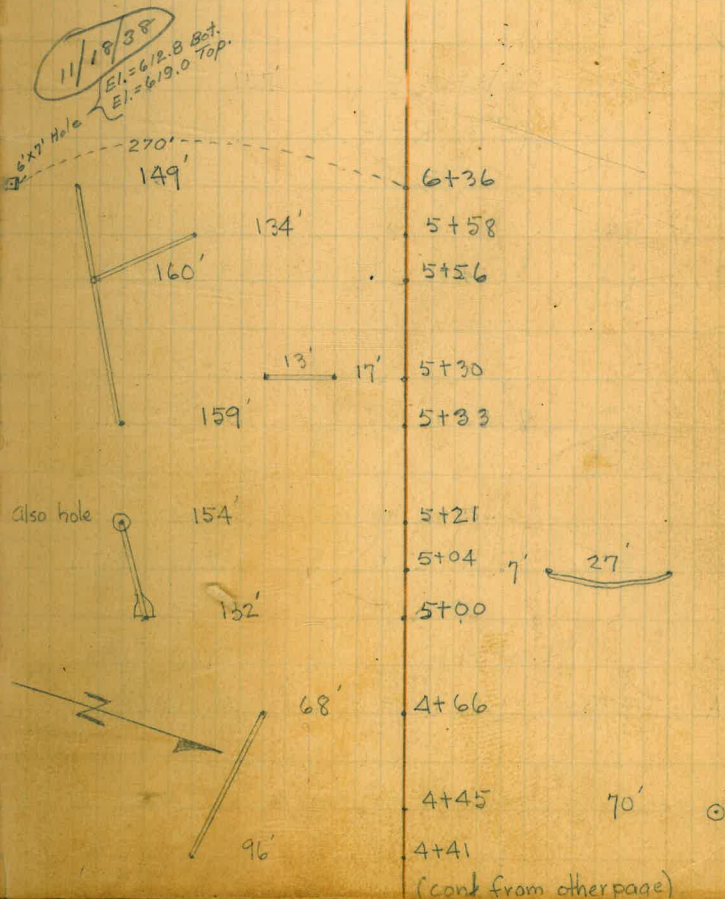 11/18/38
El.=612.8 Bot.
El.=619.0 Top.
6'x7' Hole
270'
149' 6+36
134' 5+58
160' 5+56
13' 17' 5+30
159' 5+33
also hole 154' 5+21
5+04 7' 27'
132' 5+00
N
68' 4+66
4+45 70'
96' 4+41
(cont from other page)